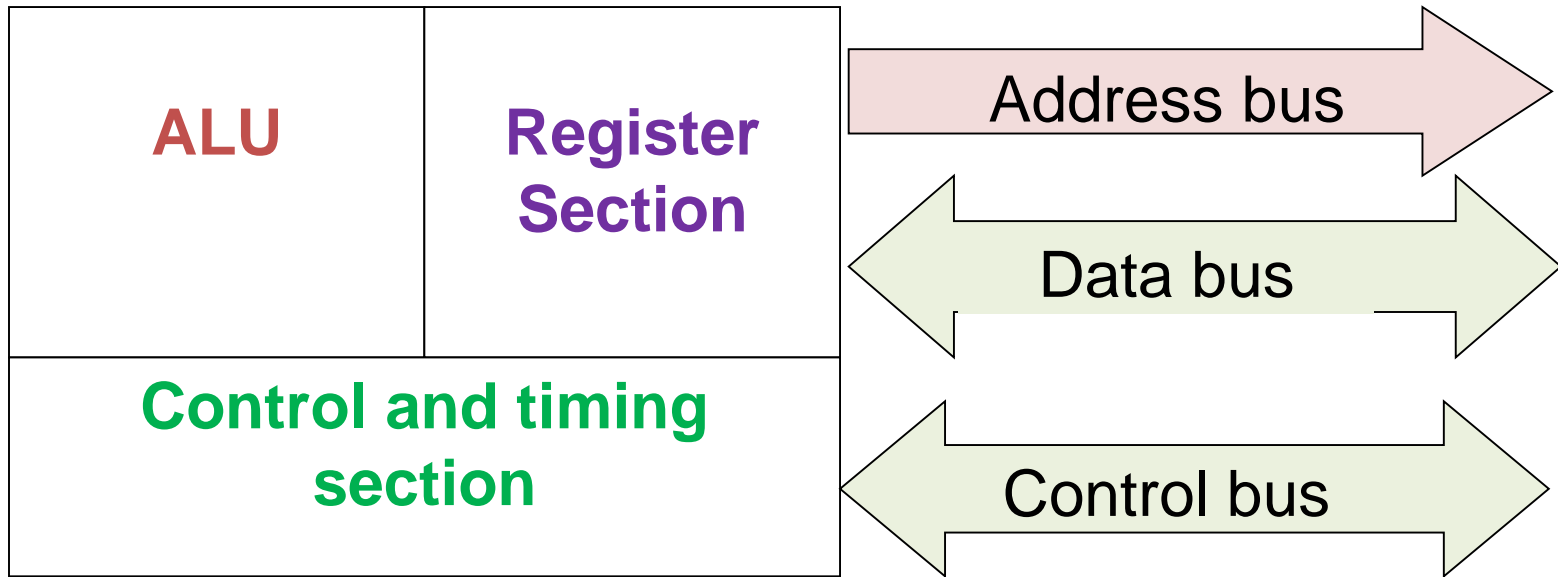 ALU
Register
Section
Control and timing
section
Address bus
Data bus
Control bus